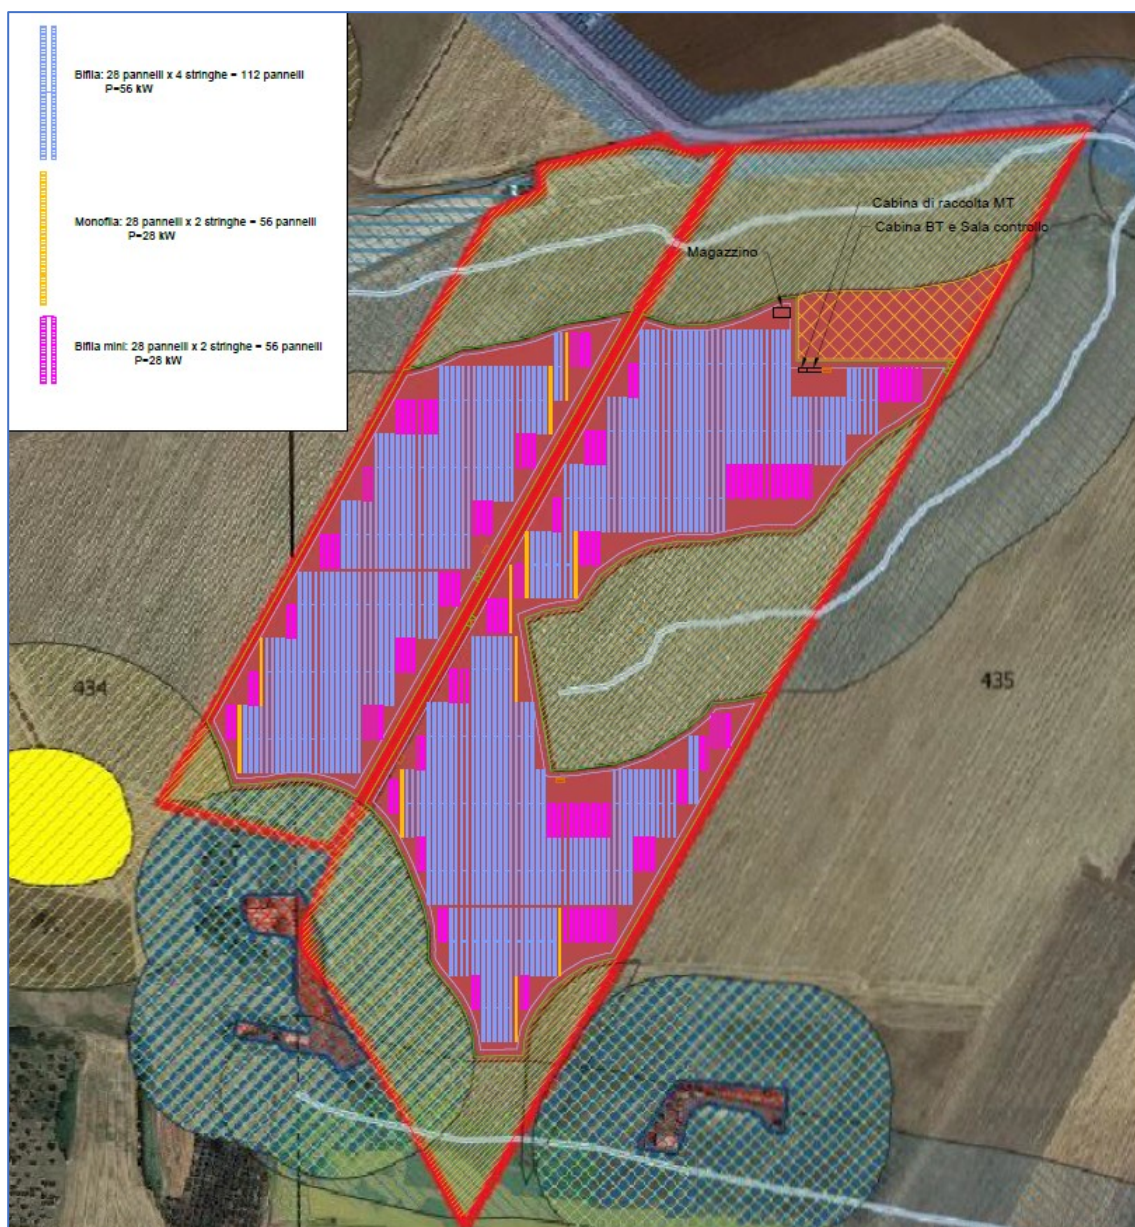 Bifila: 28 pannelli x 4 stringhe = 112 pannelli
P=56 kW
Monofila: 28 pannelli x 2 stringhe = 56 pannelli
P=28 kW
Bifila mini: 28 pannelli x 2 stringhe = 56 pannelli
P=28 kW
Cabina di raccolta MT
Cabina BT e Sala controllo
Magazzino
434
435